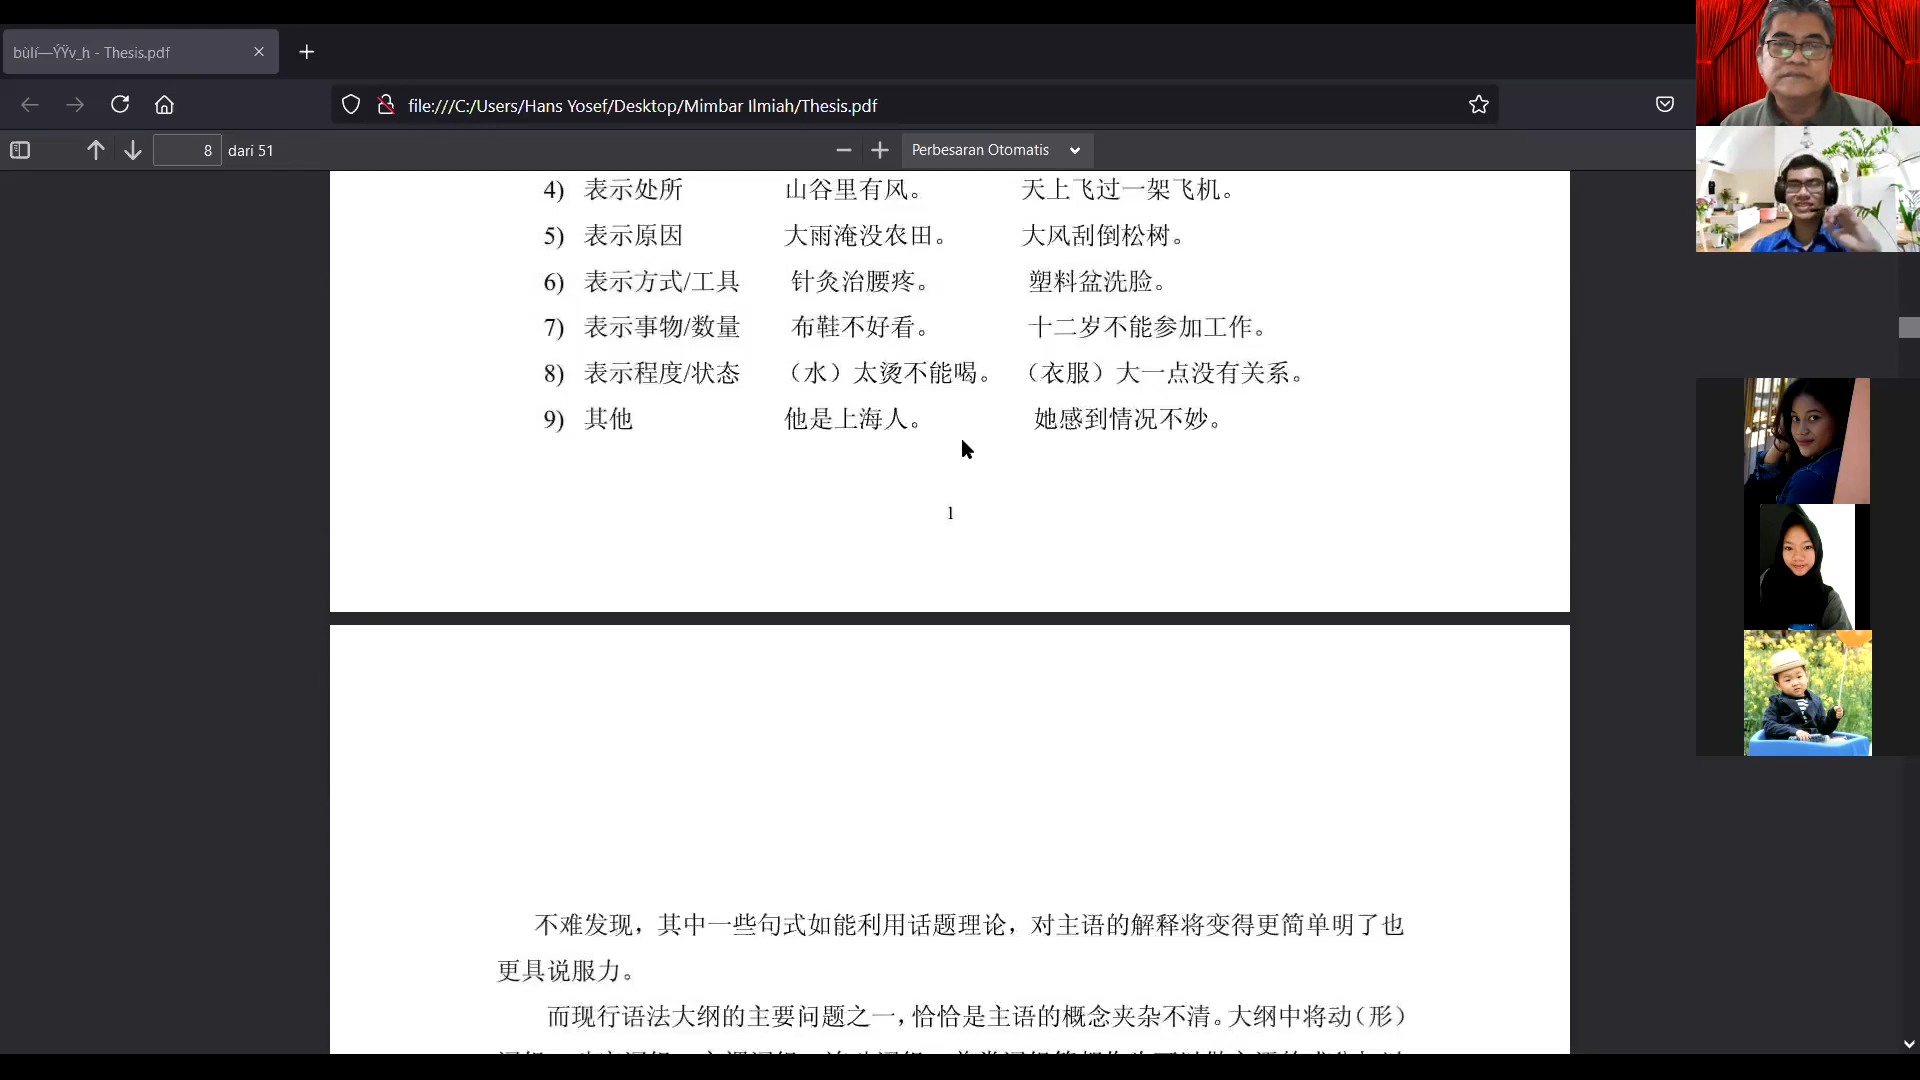 bùlí—ÝŸv_h - Thesis.pdf
file:///C:/Users/Hans Yosef/Desktop/Mimbar Ilmiah/Thesis.pdf
8 dari 51 Perbesaran Otomatis
4) 表示处所 山谷里有风。 天上飞过一架飞机。
5) 表示原因 大雨淹没农田。 大风刮倒松树。
6) 表示方式/工具 针灸治腰疼。 塑料盆洗脸。
7) 表示事物/数量 布鞋不好看。 十二岁不能参加工作。
8) 表示程度/状态 （水）太烫不能喝。 （衣服）大一点没有关系。
9) 其他 他是上海人。 她感到情况不妙。
1
不难发现，其中一些句式如能利用话题理论，对主语的解释将变得更简单明了也
更具说服力。
而现行语法大纲的主要问题之一，恰恰是主语的概念夹杂不清。大纲中将动（形）